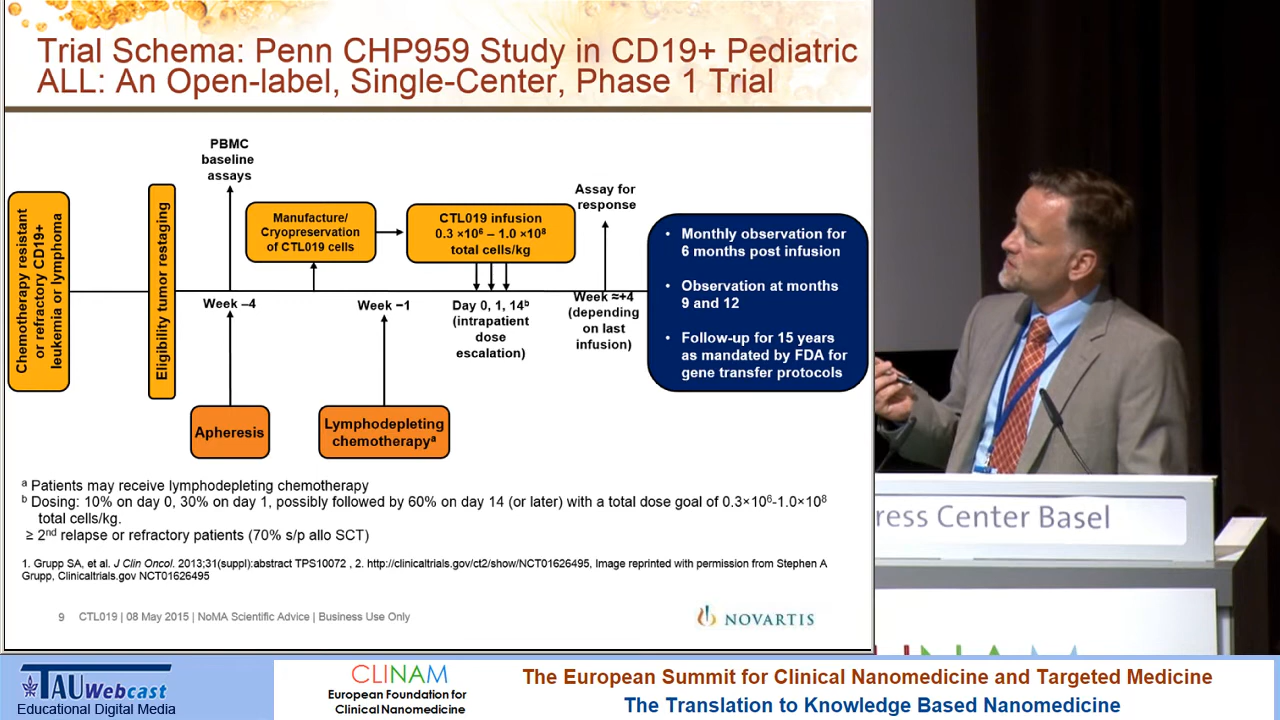 Trial Schema: Penn CHP959 Study in CD19+ Pediatric
ALL: An Open-label, Single-Center, Phase 1 Trial
Chemotherapy resistant
or refractory CD19+
leukemia or lymphoma
Eligibility tumor restaging
PBMC
baseline
assays
Manufacture/
Cryopreservation
of CTL019 cells
CTL019 infusion
0.3 ×10⁶ – 1.0 ×10⁸
total cells/kg
Assay for
response
Week –4
Week −1
Day 0, 1, 14ᵇ
(intrapatient
dose
escalation)
Week ≈+4
(depending
on last
infusion)
Apheresis
Lymphodepleting
chemotherapyᵃ
• Monthly observation for
6 months post infusion
• Observation at months
9 and 12
• Follow-up for 15 years
as mandated by FDA for
gene transfer protocols
ᵃ Patients may receive lymphodepleting chemotherapy
ᵇ Dosing: 10% on day 0, 30% on day 1, possibly followed by 60% on day 14 (or later) with a total dose goal of 0.3×10⁶-1.0×10⁸
total cells/kg.
≥ 2ⁿᵈ relapse or refractory patients (70% s/p allo SCT)
1. Grupp SA, et al. J Clin Oncol. 2013;31(suppl):abstract TPS10072 , 2. http://clinicaltrials.gov/ct2/show/NCT01626495, Image reprinted with permission from Stephen A
Grupp, Clinicaltrials.gov NCT01626495
9 CTL019 | 08 May 2015 | NoMA Scientific Advice | Business Use Only
NOVARTIS
ress Center Basel
CLINAM
TAU Webcast
Educational Digital Media
CLINAM
European Foundation for
Clinical Nanomedicine
The European Summit for Clinical Nanomedicine and Targeted Medicine
The Translation to Knowledge Based Nanomedicine